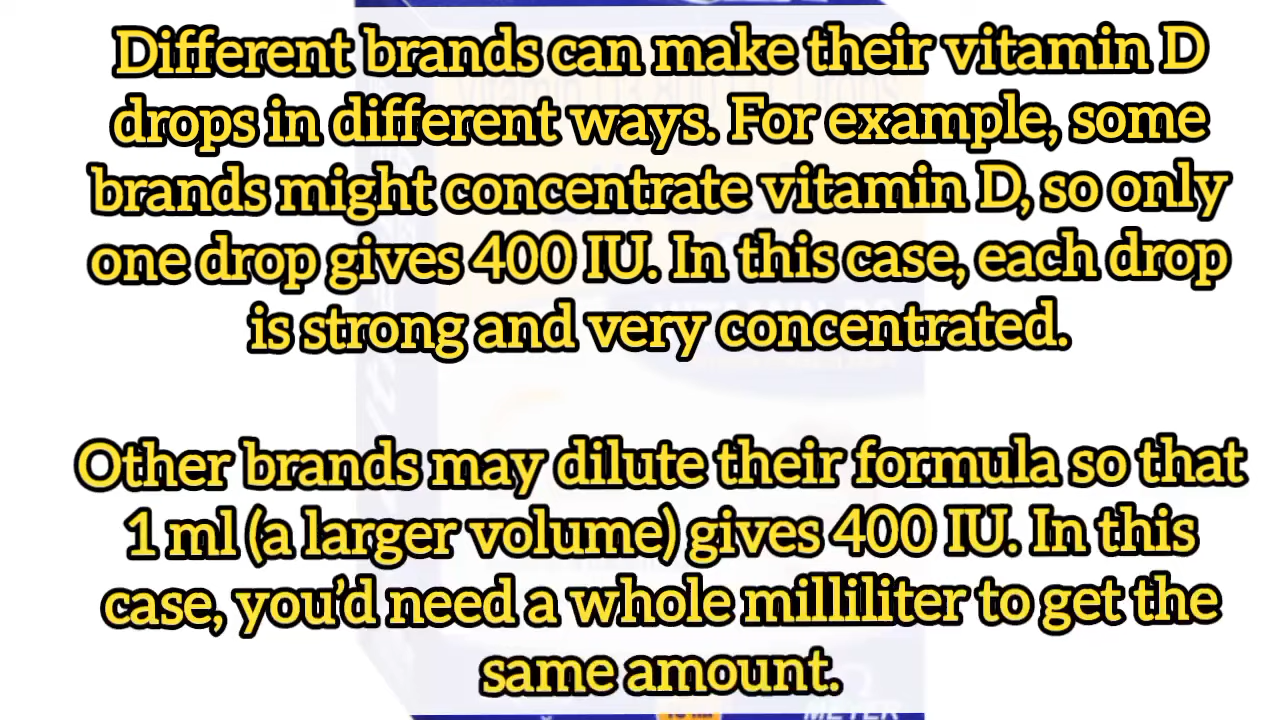 Different brands can make their vitamin D
drops in different ways. For example, some
brands might concentrate vitamin D, so only
one drop gives 400 IU. In this case, each drop
is strong and very concentrated.
Other brands may dilute their formula so that
1 ml (a larger volume) gives 400 IU. In this
case, you’d need a whole milliliter to get the
same amount.
METER